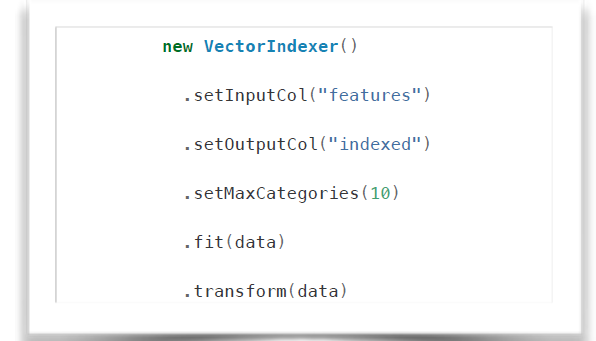 new VectorIndexer()
.setInputCol("features")
.setOutputCol("indexed")
.setMaxCategories(10)
.fit(data)
.transform(data)